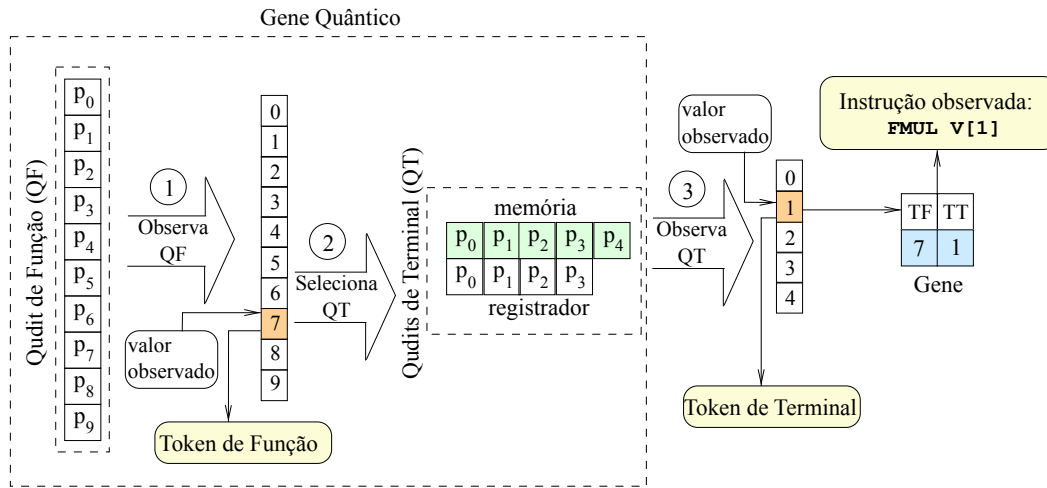 Gene Quântico
Qudit de Função (QF)
p0
p1
p2
p3
p4
p5
p6
p7
p8
p9
1
Observa
QF
valor
observado
0
1
2
3
4
5
6
7
8
9
Token de Função
2
Seleciona
QT
Qudits de Terminal (QT)
memória
p0 p1 p2 p3 p4
p0 p1 p2 p3
registrador
3
Observa
QT
valor
observado
0
1
2
3
4
Token de Terminal
Instrução observada:
FMUL V[1]
TF TT
7 1
Gene